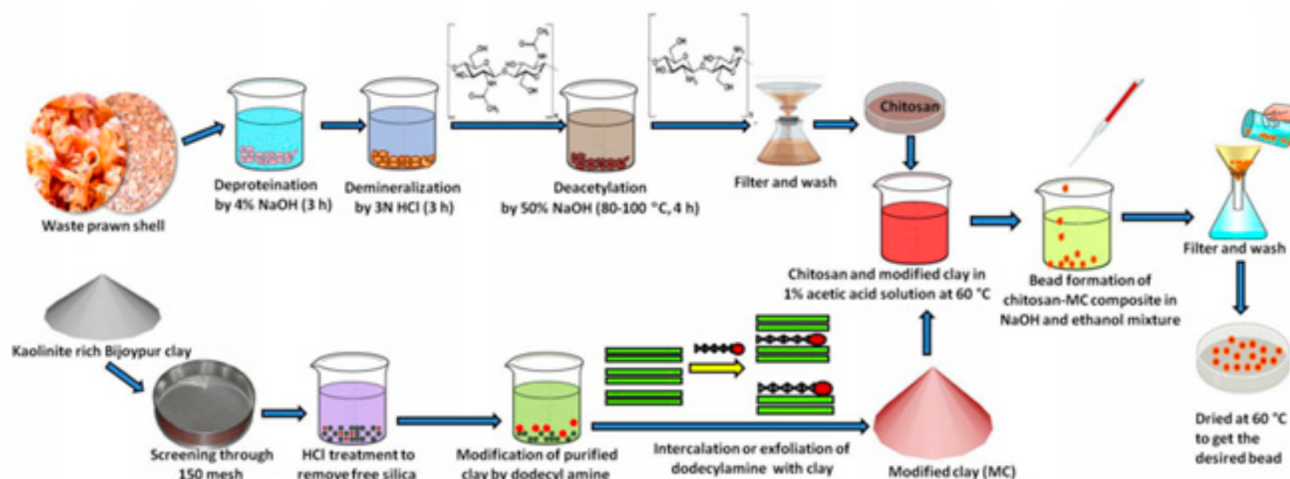 Waste prawn shell
Deproteination
by 4% NaOH (3 h)
Demineralization
by 3N HCl (3 h)
Deacetylation
by 50% NaOH (80-100 °C, 4 h)
Filter and wash
Chitosan
Chitosan and modified clay in
1% acetic acid solution at 60 °C
Bead formation of
chitosan-MC composite in
NaOH and ethanol mixture
Filter and wash
Dried at 60 °C
to get the
desired bead
Kaolinite rich Bijoypur clay
Screening through
150 mesh
HCl treatment to
remove free silica
Modification of purified
clay by dodecyl amine
Intercalation or exfoliation of
dodecylamine with clay
Modified clay (MC)